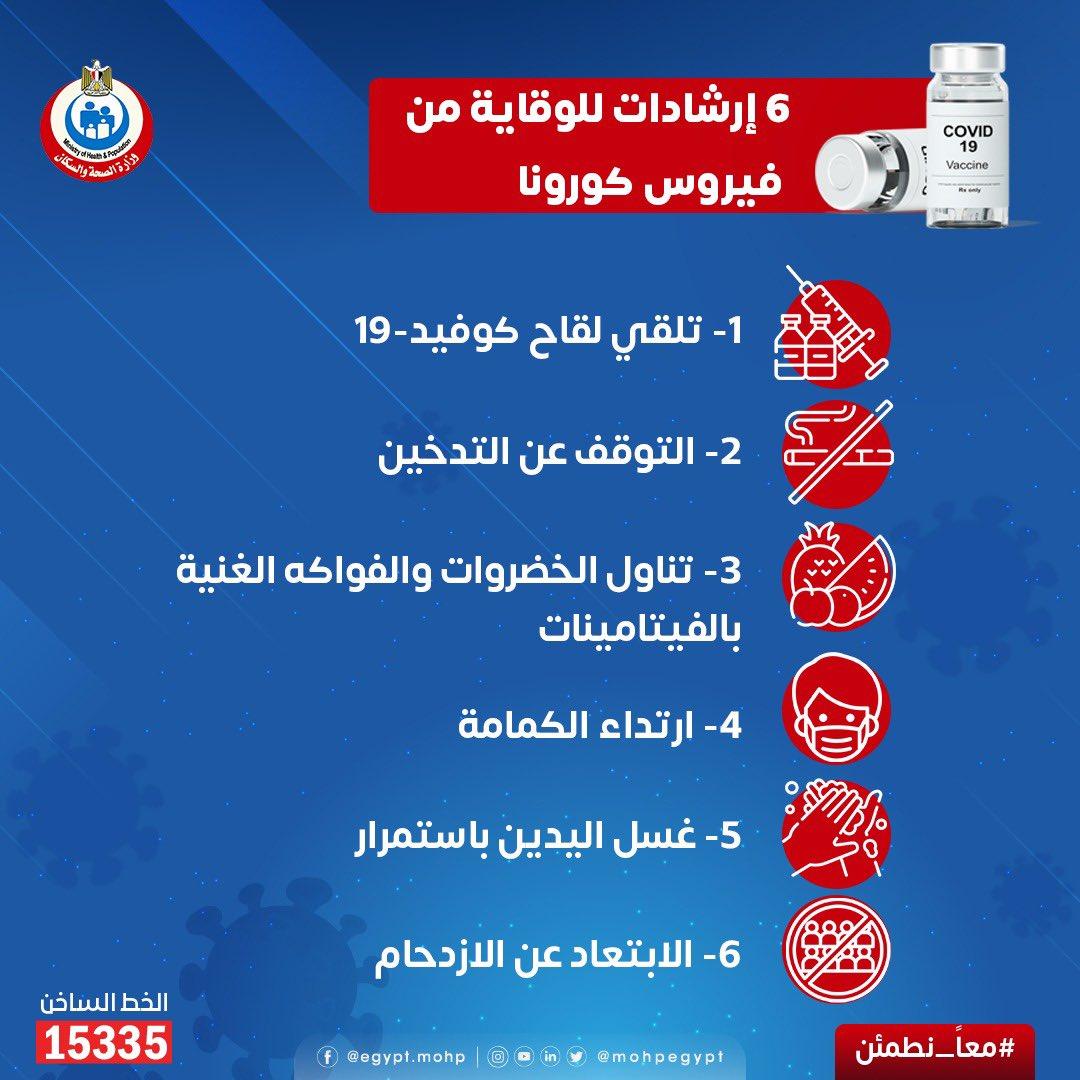 Ministry of Health & Population
وزارة الصحة والسكان
6 إرشادات للوقاية من
فيروس كورونا
COVID
19
Vaccine
Rx only
1- تلقي لقاح كوفيد-19
2- التوقف عن التدخين
3- تناول الخضروات والفواكه الغنية
بالفيتامينات
4- ارتداء الكمامة
5- غسل اليدين باستمرار
6- الابتعاد عن الازدحام
الخط الساخن
15335
@egypt.mohp
@mohpegypt
#معاً_نطمئن